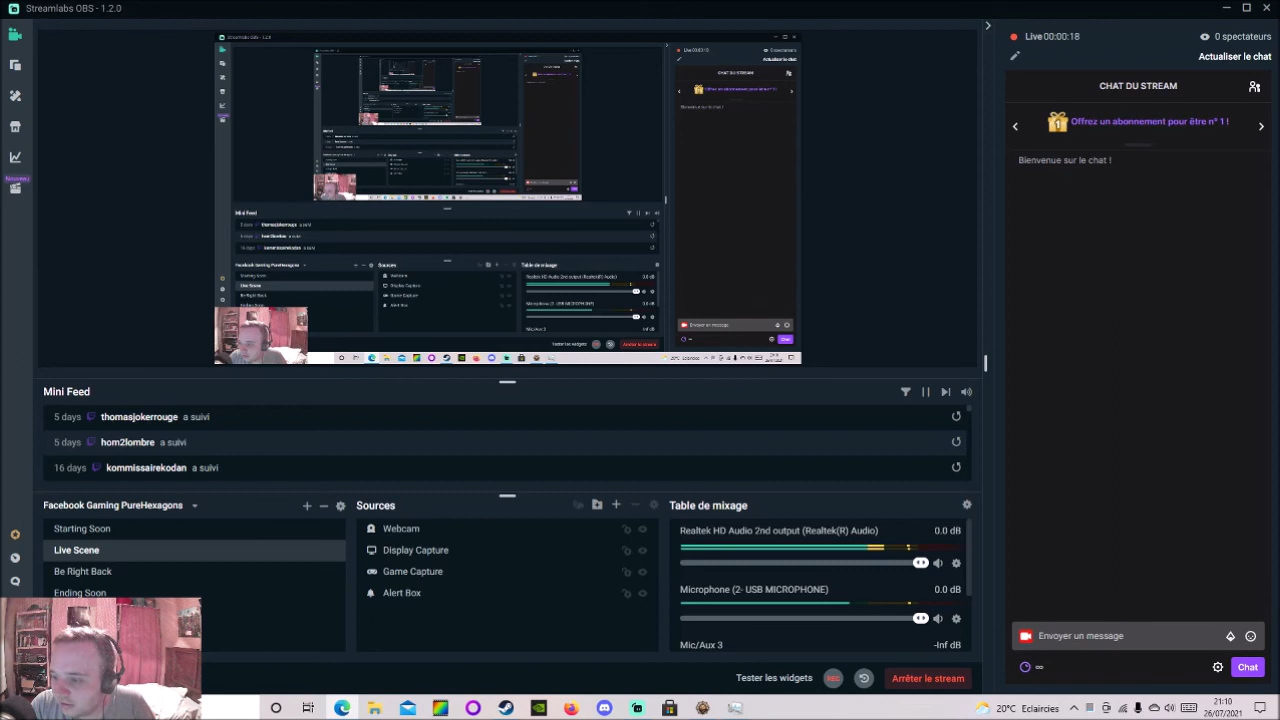 Streamlabs OBS - 1.2.0
Live 00:00:18
0 spectateurs
Actualiser le chat
CHAT DU STREAM
Offrez un abonnement pour être n° 1 !
Bienvenue sur le chat !
Nouveau
Mini Feed
5 days thomasjokerrouge a suivi
5 days hom2lombre a suivi
16 days kommissairekodan a suivi
Facebook Gaming PureHexagons
Starting Soon
Live Scene
Be Right Back
Ending Soon
Sources
Webcam
Display Capture
Game Capture
Alert Box
Table de mixage
Realtek HD Audio 2nd output (Realtek(R) Audio) 0.0 dB
Microphone (2- USB MICROPHONE) 0.0 dB
Mic/Aux 3 -Inf dB
Tester les widgets
REC
Arrêter le stream
Envoyer un message
Chat
20°C Eclaircies
21:10
26/07/2021